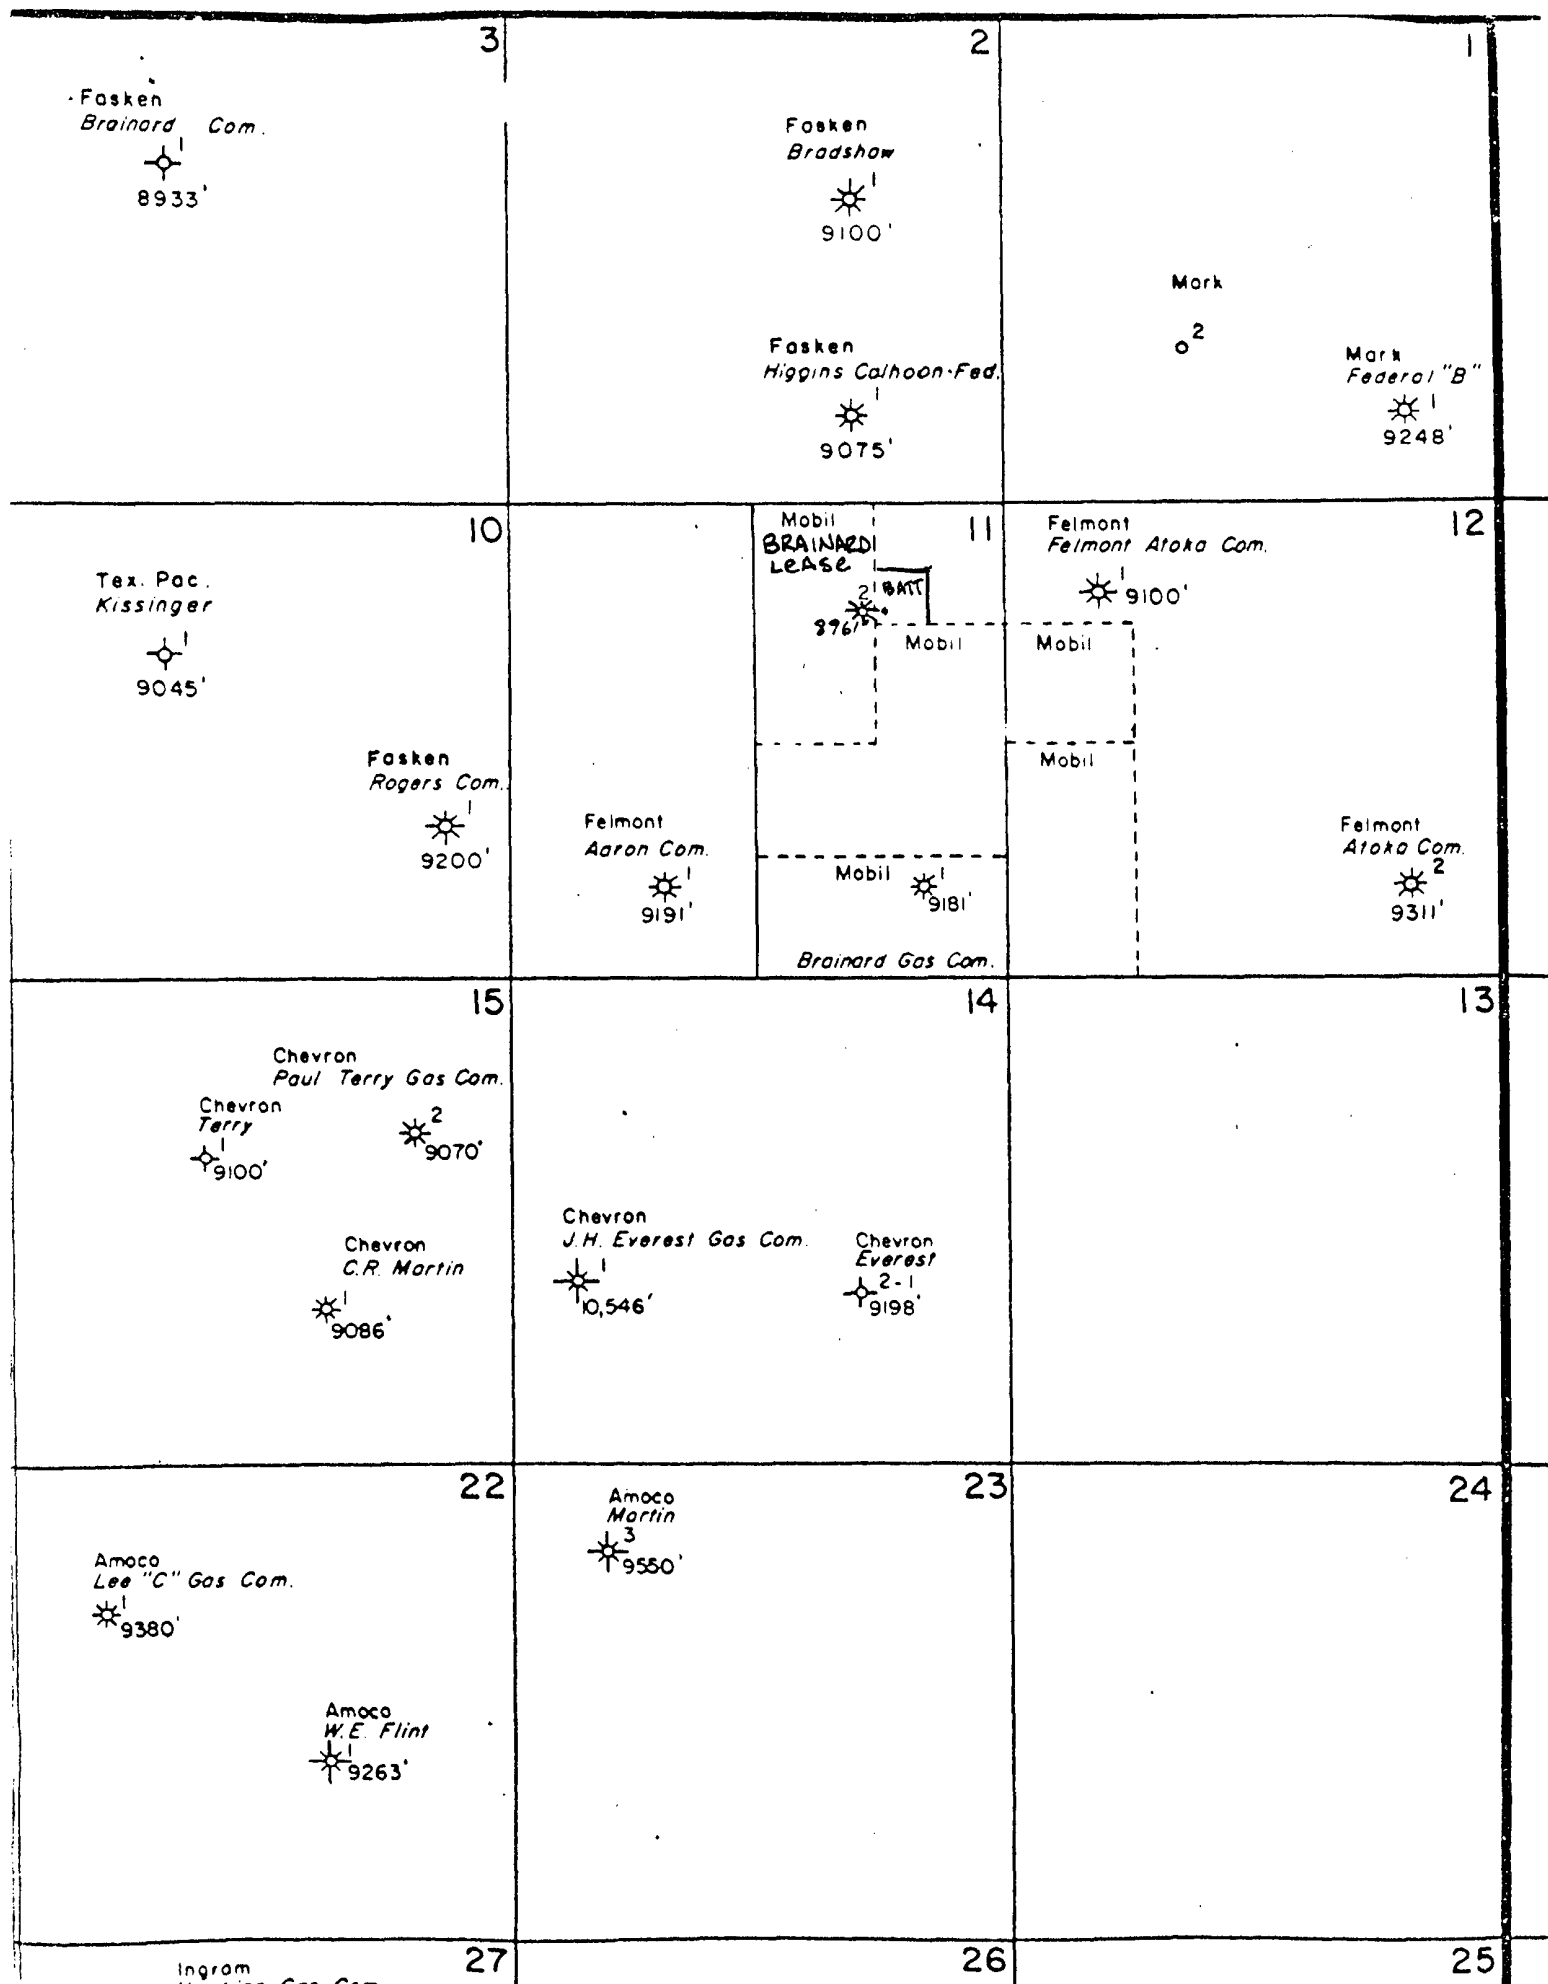 3
2
1
Fasken
Brainard Com.
1
8933'
Fasken
Bradshaw
1
9100'
Mark
2
Fasken
Higgins Calhoon-Fed.
1
9075'
Mark
Federal "B"
1
9248'
10
11
12
Tex. Pac.
Kissinger
1
9045'
Mobil
BRAINARD
LEASE
2
BATT
8961'
Mobil
Mobil
Mobil
Felmont
Felmont Atoka Com.
1
9100'
Fasken
Rogers Com.
1
9200'
Felmont
Aaron Com.
1
9191'
Mobil
1
9181'
Brainard Gas Com.
Felmont
Atoka Com.
2
9311'
15
14
13
Chevron
Paul Terry Gas Com.
2
9070'
Chevron
Terry
1
9100'
Chevron
C.R. Martin
1
9086'
Chevron
J.H. Everest Gas Com.
1
10,546'
Chevron
Everest
2-1
9198'
22
23
24
Amoco
Martin
3
9550'
Amoco
Lee "C" Gas Com.
1
9380'
Amoco
W.E. Flint
1
9263'
27
26
25
Ingram
Gas Com.